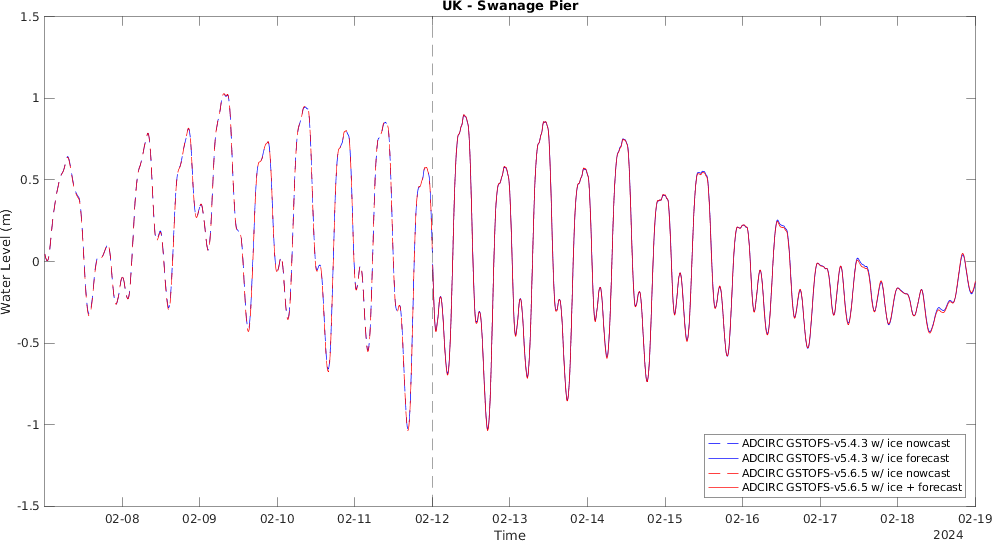 UK - Swanage Pier
1.5
1
0.5
0
-0.5
-1
-1.5
Water Level (m)
02-08 02-09 02-10 02-11 02-12 02-13 02-14 02-15 02-16 02-17 02-18 02-19
Time
2024
ADCIRC GSTOFS-v5.4.3 w/ ice nowcast
ADCIRC GSTOFS-v5.4.3 w/ ice forecast
ADCIRC GSTOFS-v5.6.5 w/ ice nowcast
ADCIRC GSTOFS-v5.6.5 w/ ice + forecast